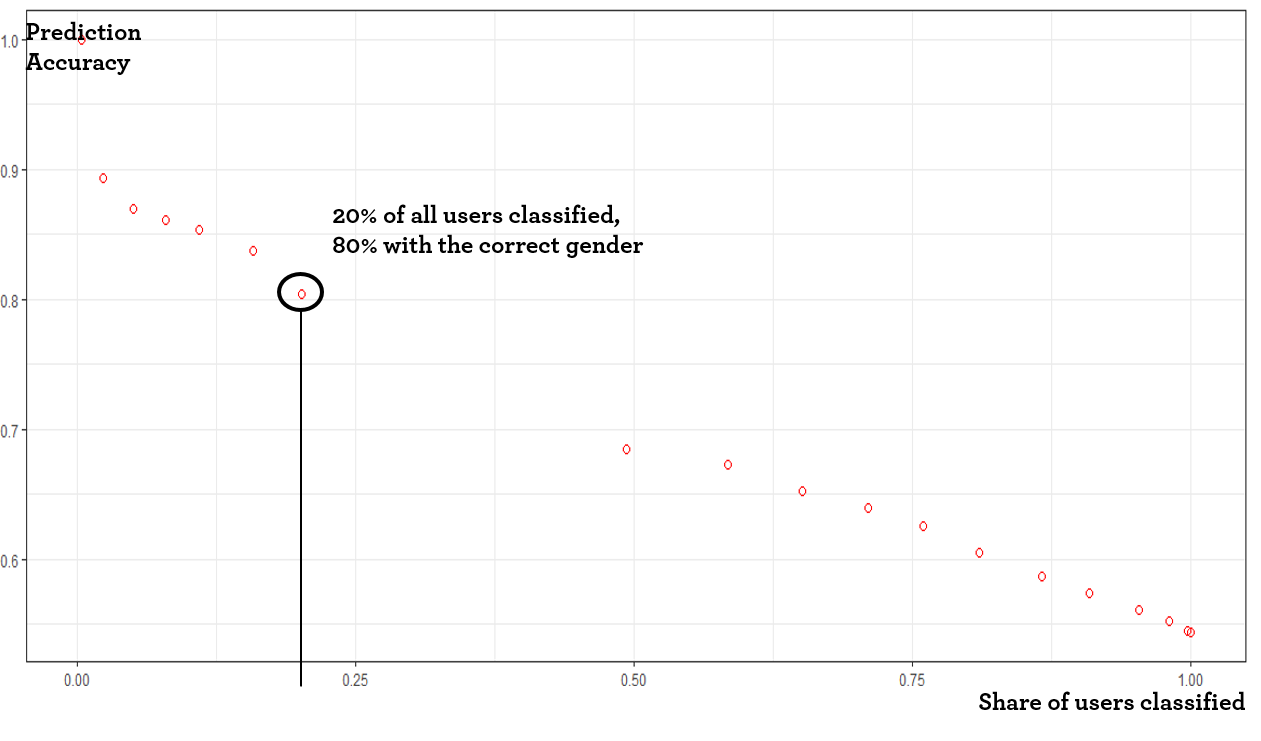 Prediction
Accuracy
1.0
0.9
20% of all users classified,
80% with the correct gender
0.8
0.7
0.6
0.00 0.25 0.50 0.75 1.00
Share of users classified